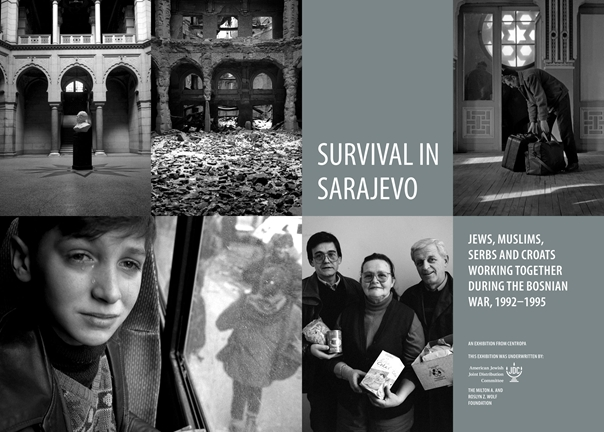 SURVIVAL IN
SARAJEVO
JEWS, MUSLIMS,
SERBS AND CROATS
WORKING TOGETHER
DURING THE BOSNIAN
WAR, 1992–1995
AN EXHIBITION FROM CENTROPA
THIS EXHIBITION WAS UNDERWRITTEN BY:
American Jewish
Joint Distribution
Committee
JDC
THE MILTON A. AND
ROSLYN Z. WOLF
FOUNDATION